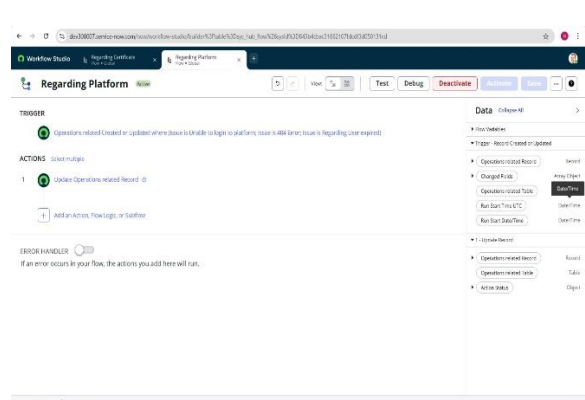 Workflow Studio
Regarding Certificate
Flow • Global
Regarding Platform
Flow • Global
Regarding Platform
Active
View:
Test
Debug
Deactivate
Activate
Save
TRIGGER
Operations related Created or Updated where (Issue is Unable to login to platform; Issue is 404 Error; Issue is Regarding User expired)
ACTIONS Select multiple
1 Update Operations related Record
Add an Action, Flow Logic, or Subflow
ERROR HANDLER
If an error occurs in your flow, the actions you add here will run.
Data Collapse All
Flow Variables
Trigger - Record Created or Updated
Operations related Record Record
Changed Fields Array.Object
Operations related Table
Date/Time
Run Start Time UTC Date/Time
Run Start Date/Time Date/Time
1 - Update Record
Operations related Record Record
Operations related Table Table
Action Status Object